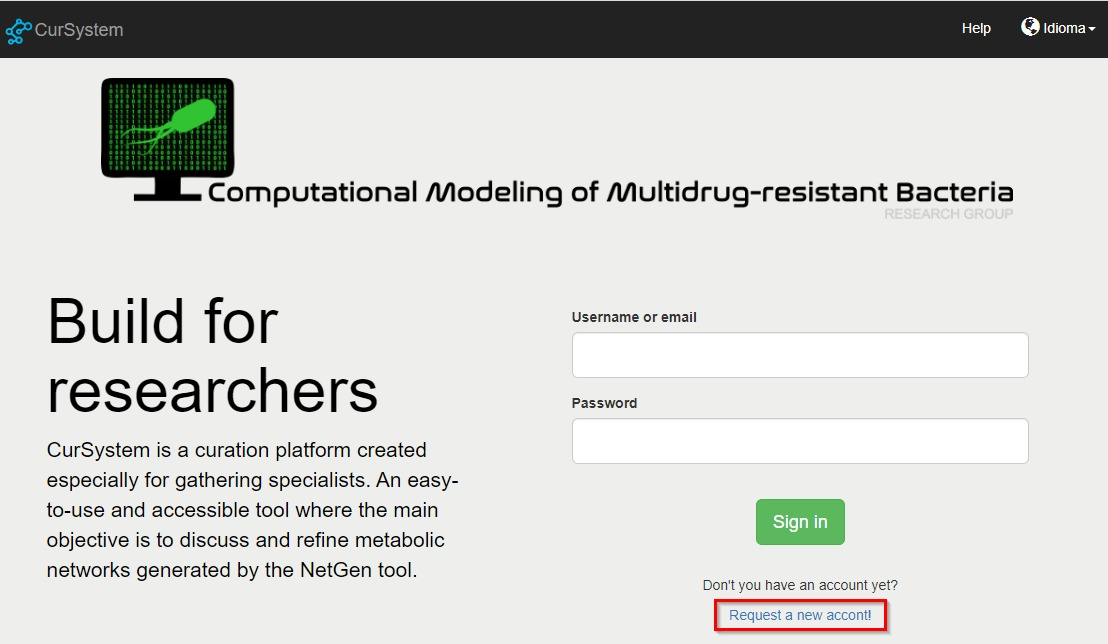 CurSystem
Help
Idioma
Computational Modeling of Multidrug-resistant Bacteria
RESEARCH GROUP
Build for
researchers
CurSystem is a curation platform created
especially for gathering specialists. An easy-
to-use and accessible tool where the main
objective is to discuss and refine metabolic
networks generated by the NetGen tool.
Username or email
Password
Sign in
Don't you have an account yet?
Request a new accont!